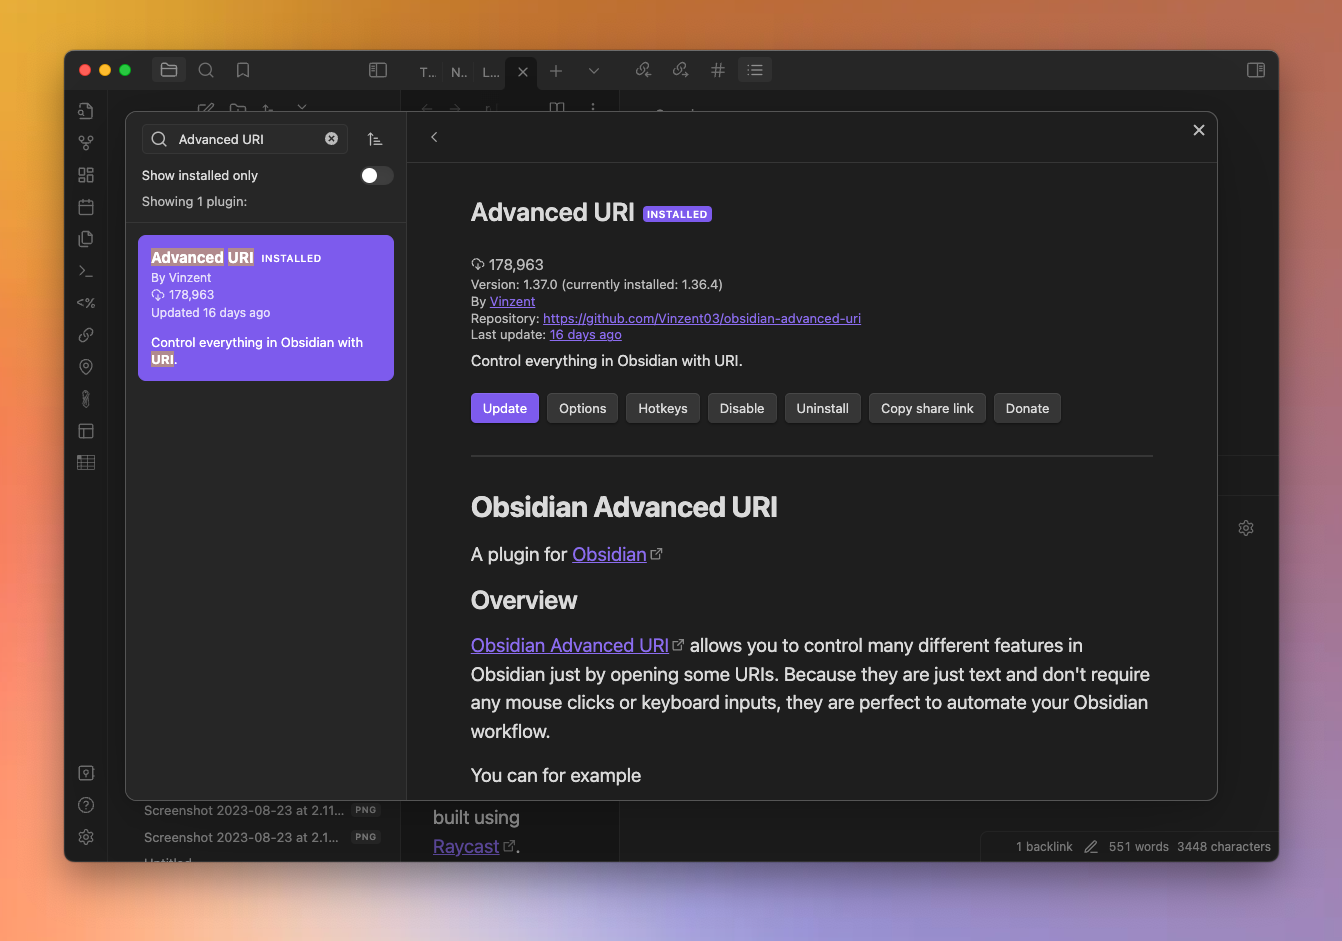 T...
N..
L...
Advanced URI
Show installed only
Showing 1 plugin:
Advanced URI INSTALLED
By Vinzent
178,963
Updated 16 days ago
Control everything in Obsidian with
URI.
Advanced URI INSTALLED
178,963
Version: 1.37.0 (currently installed: 1.36.4)
By Vinzent
Repository: https://github.com/Vinzent03/obsidian-advanced-uri
Last update: 16 days ago
Control everything in Obsidian with URI.
Update
Options
Hotkeys
Disable
Uninstall
Copy share link
Donate
Obsidian Advanced URI
A plugin for Obsidian
Overview
Obsidian Advanced URI allows you to control many different features in
Obsidian just by opening some URIs. Because they are just text and don't require
any mouse clicks or keyboard inputs, they are perfect to automate your Obsidian
workflow.
You can for example
Screenshot 2023-08-23 at 2.11... PNG
Screenshot 2023-08-23 at 2.1... PNG
Untitled
built using
Raycast.
1 backlink
551 words
3448 characters